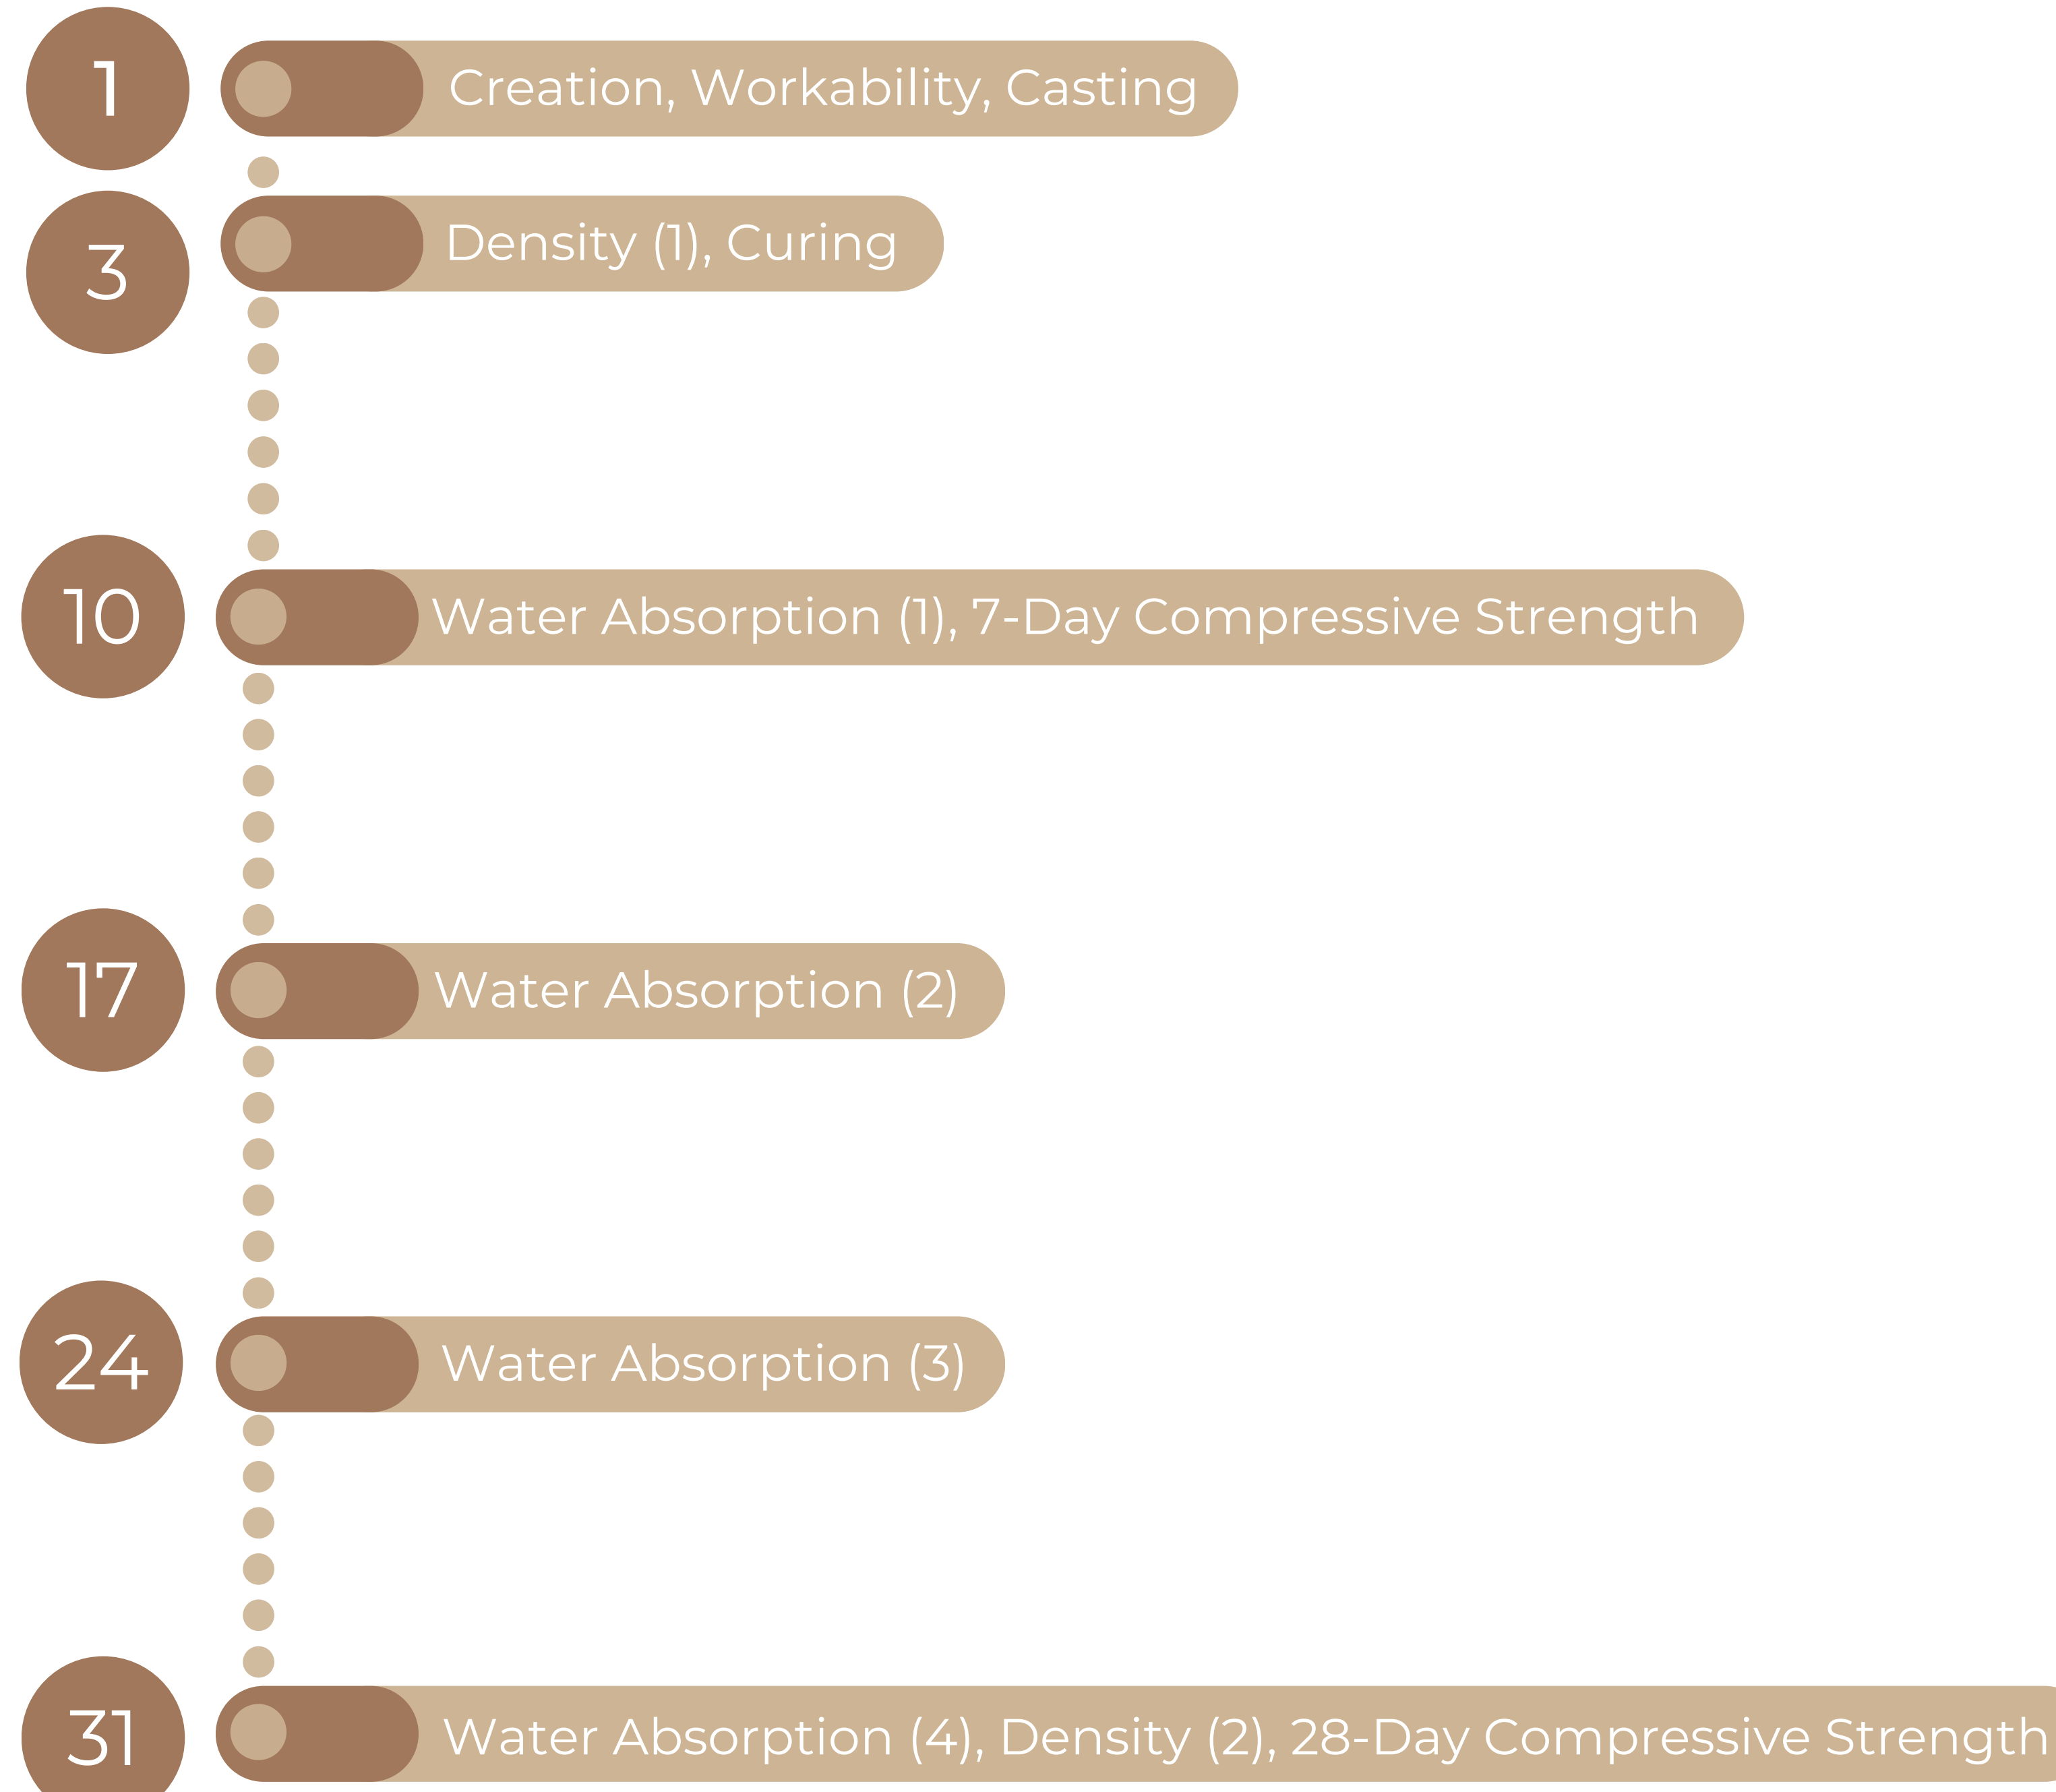 1
Creation, Workability, Casting
3
Density (1), Curing
10
Water Absorption (1), 7-Day Compressive Strength
17
Water Absorption (2)
24
Water Absorption (3)
31
Water Aborption (4), Density (2), 28-Day Compressive Strength